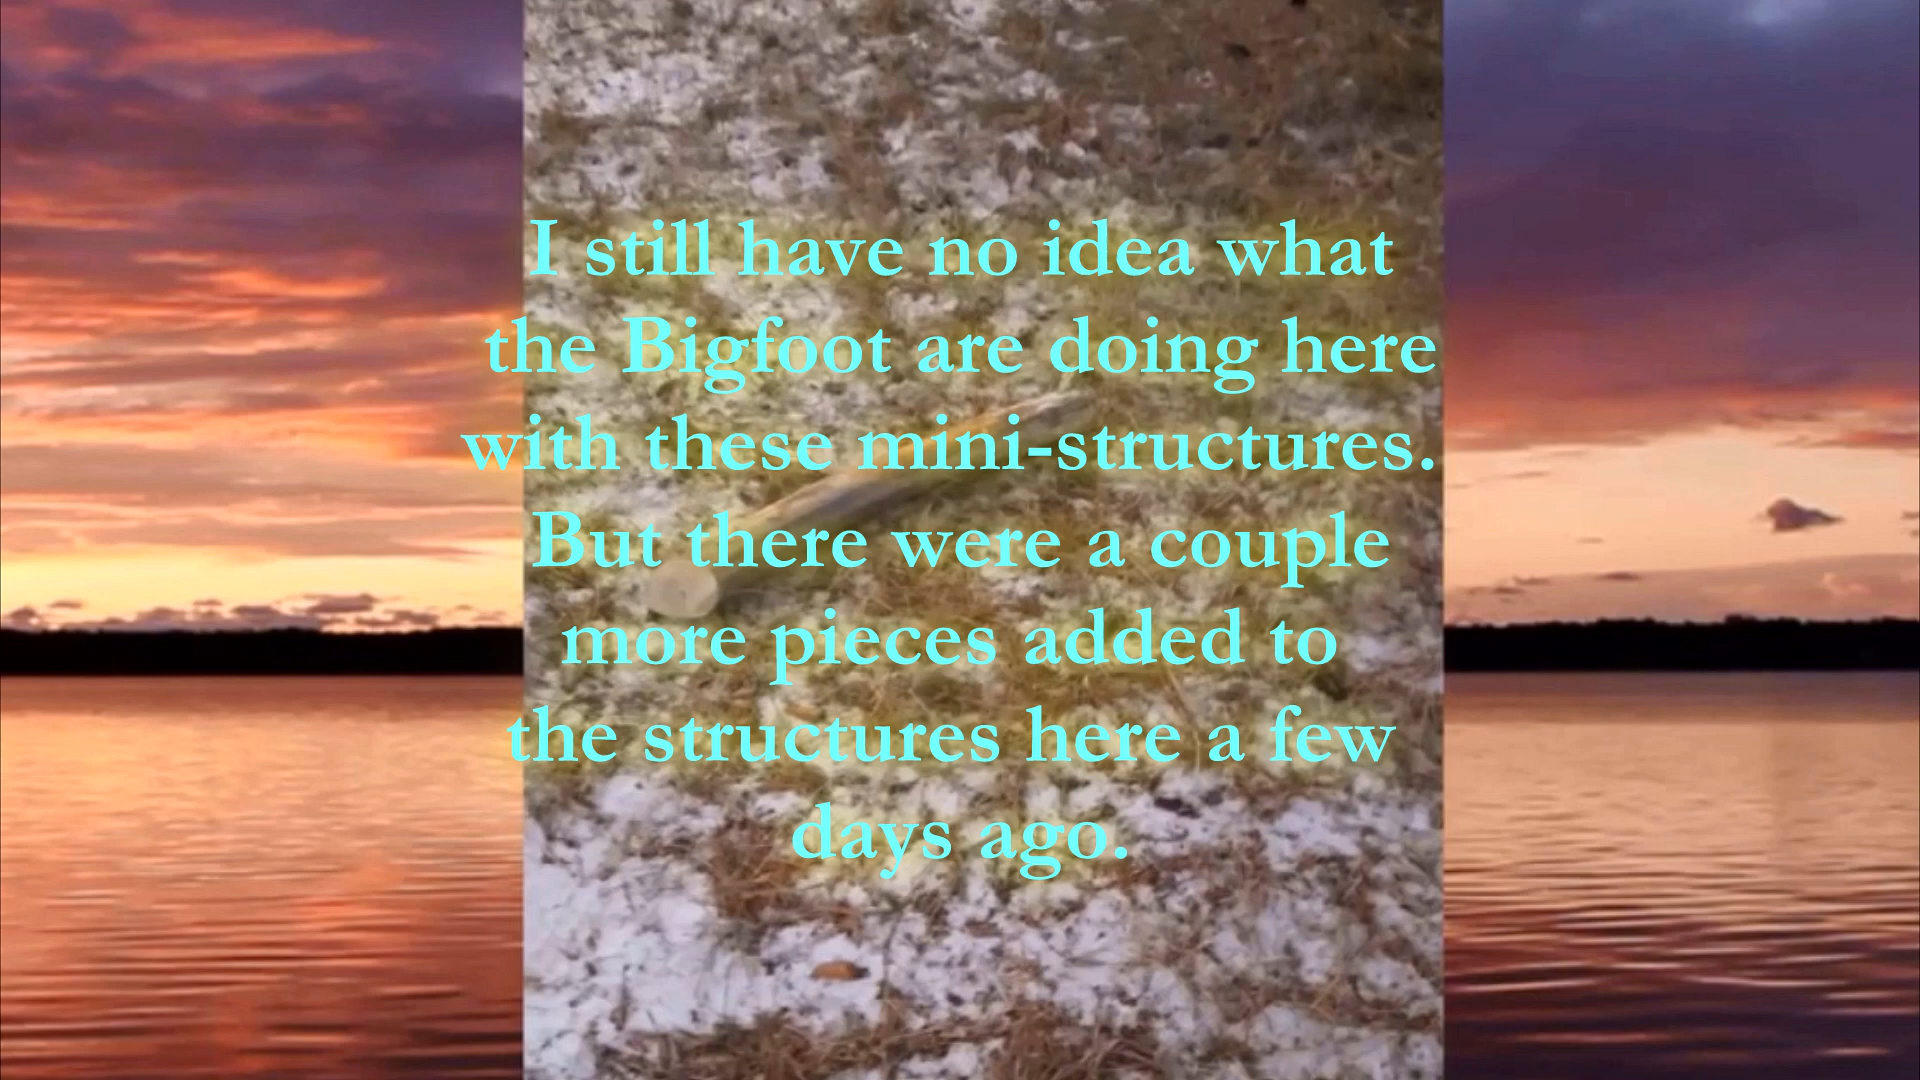 I still have no idea what
the Bigfoot are doing here
with these mini-structures.
But there were a couple
more pieces added to
the structures here a few
days ago.